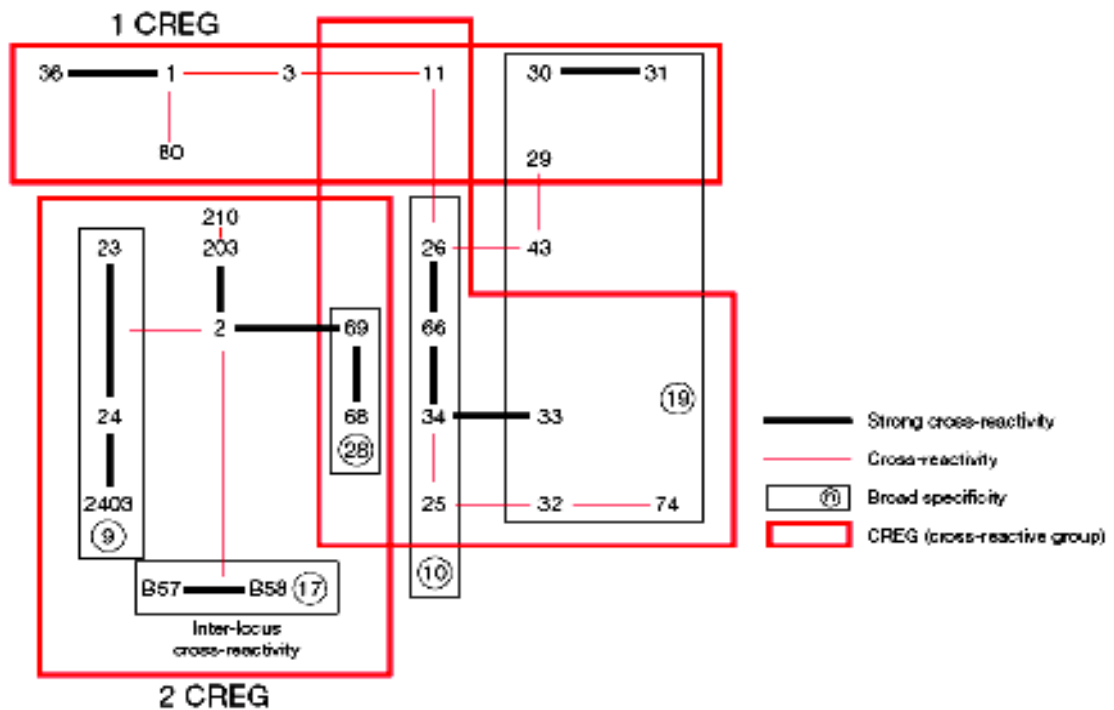 1 CREG
36 1 3 11 30 31
80 29
210
23 203 26 43
2 69 66
24 68 34 33 19
28
2403 25 32 74
9
10
B57 B58 17
Inter-locus
cross-reactivity
2 CREG
Strong cross-reactivity
Cross-reactivity
n Broad specificity
CREG (cross-reactive group)